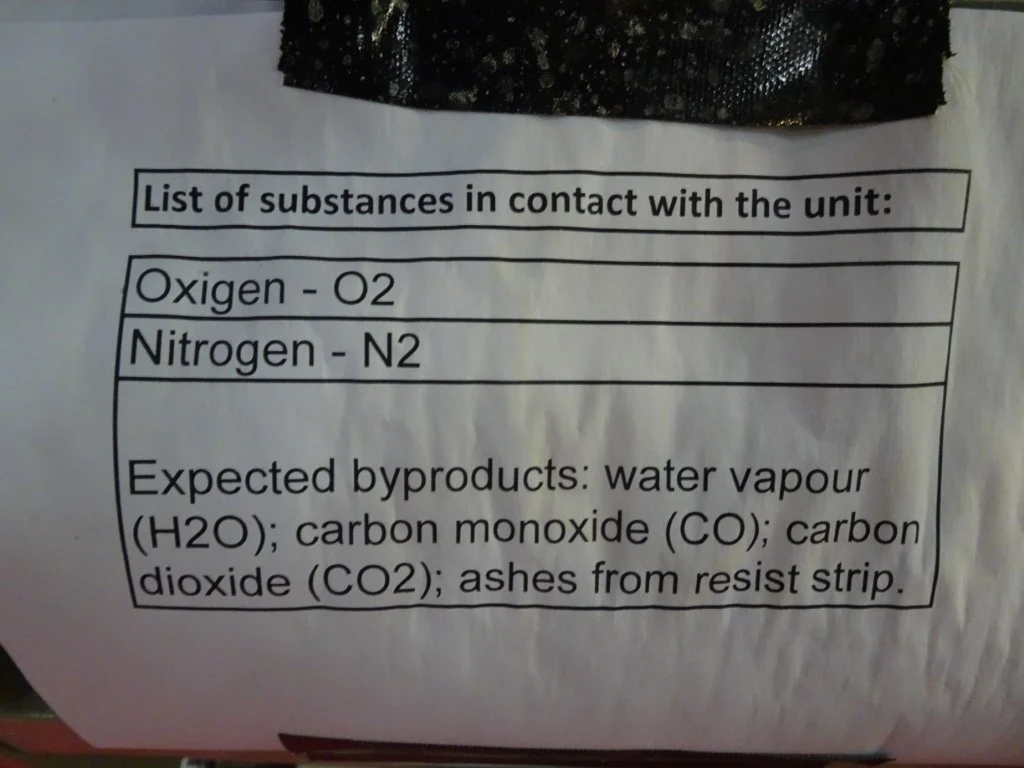 List of substances in contact with the unit:
Oxigen - O2
Nitrogen - N2
Expected byproducts: water vapour
(H2O); carbon monoxide (CO); carbon
dioxide (CO2); ashes from resist strip.